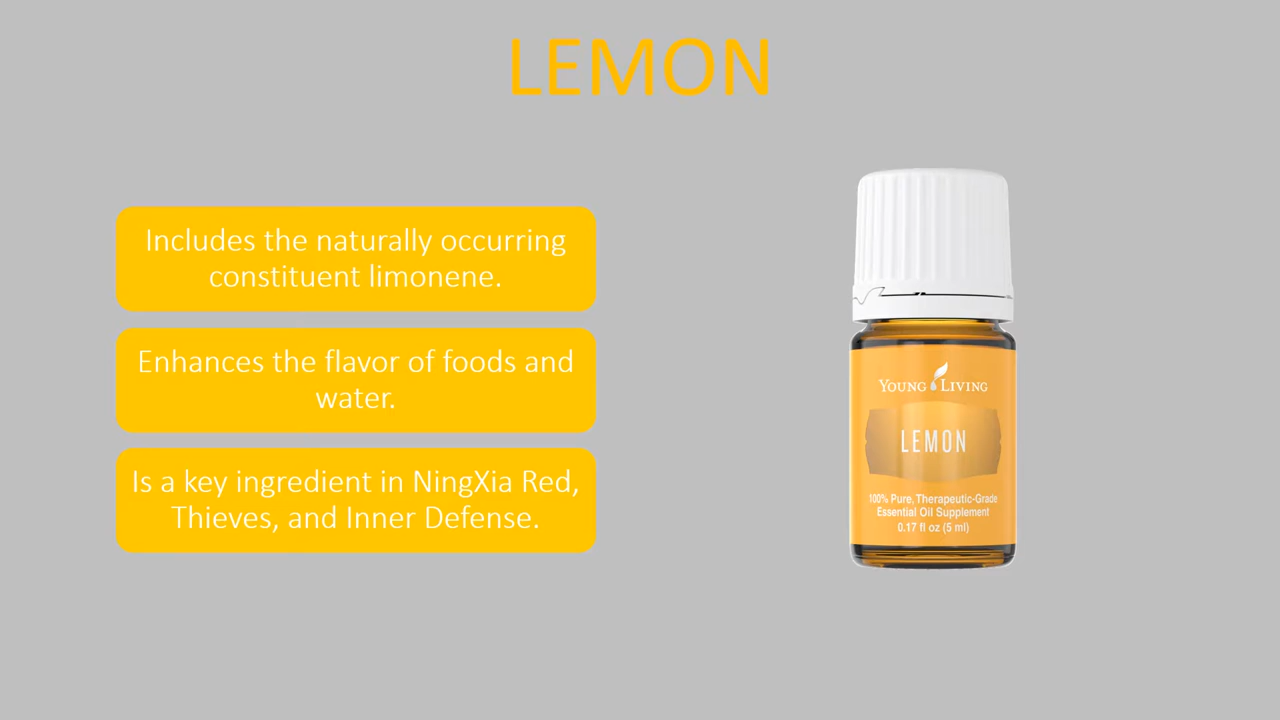 LEMON
Includes the naturally occurring
constituent limonene.
Enhances the flavor of foods and
water.
Is a key ingredient in NingXia Red,
Thieves, and Inner Defense.
YOUNG LIVING
LEMON
100% Pure, Therapeutic-Grade
Essential Oil Supplement
0.17 fl oz (5 ml)